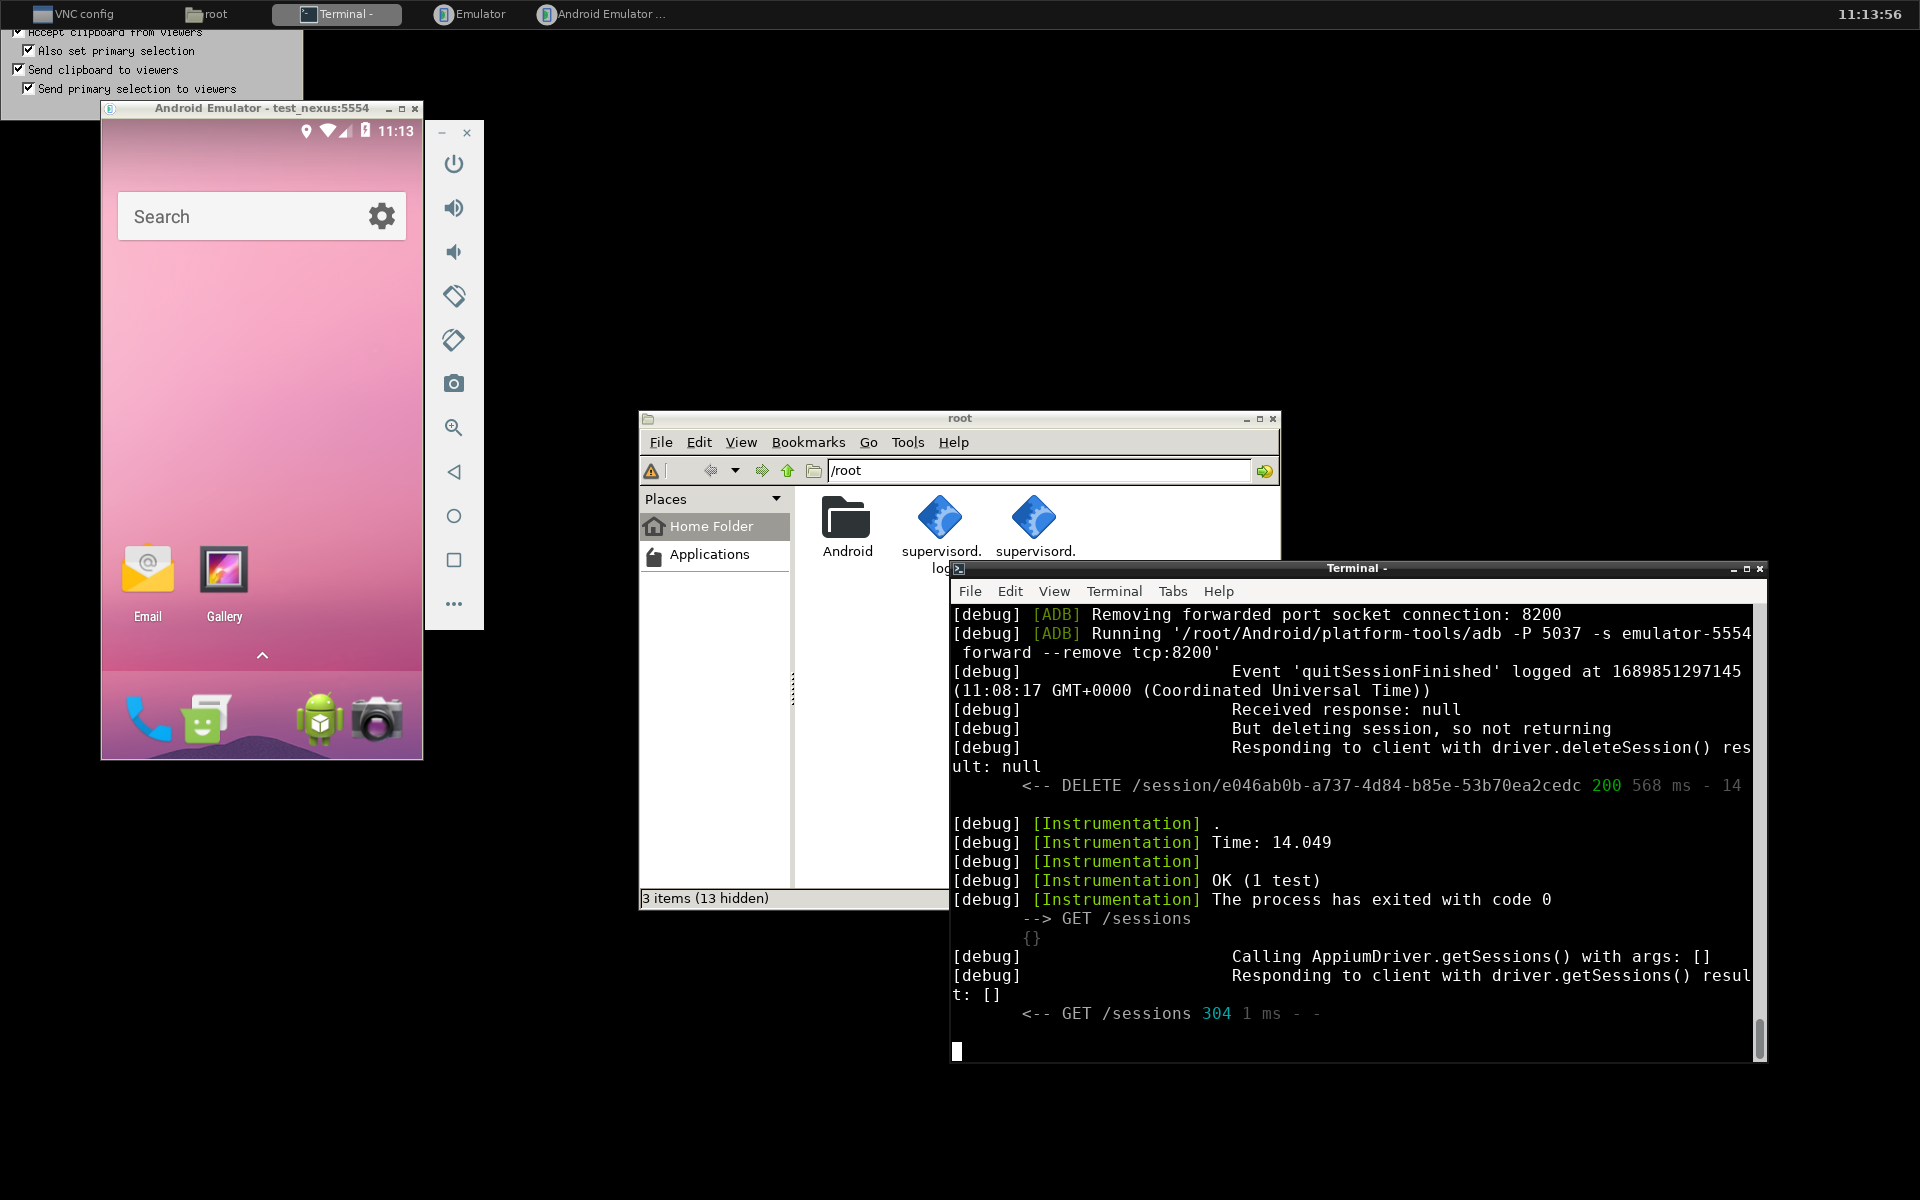 VNC config
root
Terminal -
Emulator
Android Emulator ...
11:13:56
Accept clipboard from viewers
Also set primary selection
Send clipboard to viewers
Send primary selection to viewers
Android Emulator - test_nexus:5554
11:13
Search
Email
Gallery
root
File Edit View Bookmarks Go Tools Help
/root
Places
Home Folder
Applications
Android
supervisord.
log
supervisord.
3 items (13 hidden)
Terminal -
File Edit View Terminal Tabs Help
[debug] [ADB] Removing forwarded port socket connection: 8200
[debug] [ADB] Running '/root/Android/platform-tools/adb -P 5037 -s emulator-5554
forward --remove tcp:8200'
[debug] Event 'quitSessionFinished' logged at 1689851297145
(11:08:17 GMT+0000 (Coordinated Universal Time))
[debug] Received response: null
[debug] But deleting session, so not returning
[debug] Responding to client with driver.deleteSession() res
ult: null
<-- DELETE /session/e046ab0b-a737-4d84-b85e-53b70ea2cedc 200 568 ms - 14
[debug] [Instrumentation] .
[debug] [Instrumentation] Time: 14.049
[debug] [Instrumentation]
[debug] [Instrumentation] OK (1 test)
[debug] [Instrumentation] The process has exited with code 0
--> GET /sessions
{}
[debug] Calling AppiumDriver.getSessions() with args: []
[debug] Responding to client with driver.getSessions() resul
t: []
<-- GET /sessions 304 1 ms - -